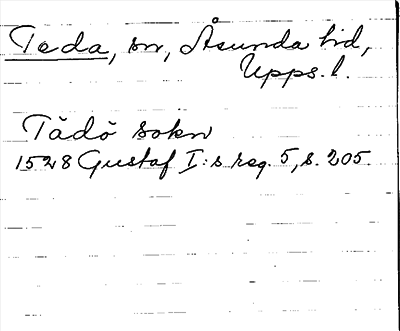 Teda, sn, Åsunda hd,
Upps. l.
Tädö sokn
1528 Gustaf I:s reg. 5, s. 205.